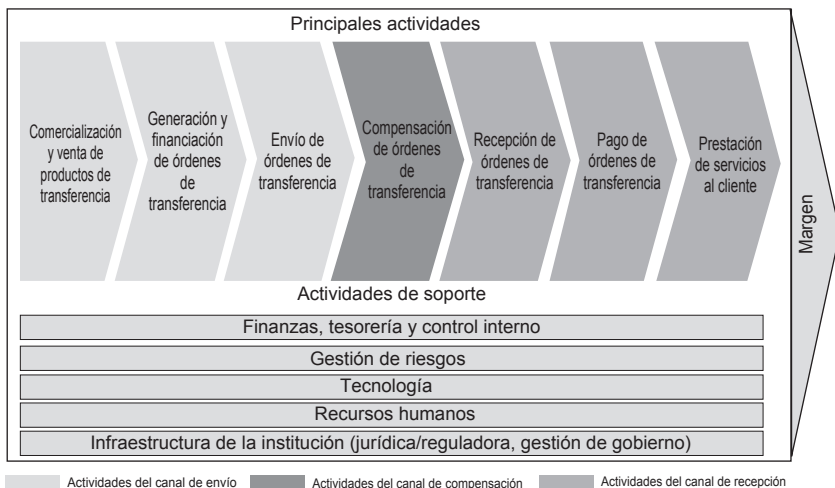 Principales actividades
Comercialización
y venta de
productos de
transferencia
Generación y
financiación
de órdenes
de
transferencia
Envío de
órdenes de
transferencia
Compensación
de órdenes
de
transferencia
Recepción de
órdenes de
transferencia
Pago de
órdenes de
transferencia
Prestación
de servicios
al cliente
Margen
Actividades de soporte
Finanzas, tesorería y control interno
Gestión de riesgos
Tecnología
Recursos humanos
Infraestructura de la institución (jurídica/reguladora, gestión de gobierno)
Actividades del canal de envío
Actividades del canal de compensación
Actividades del canal de recepción